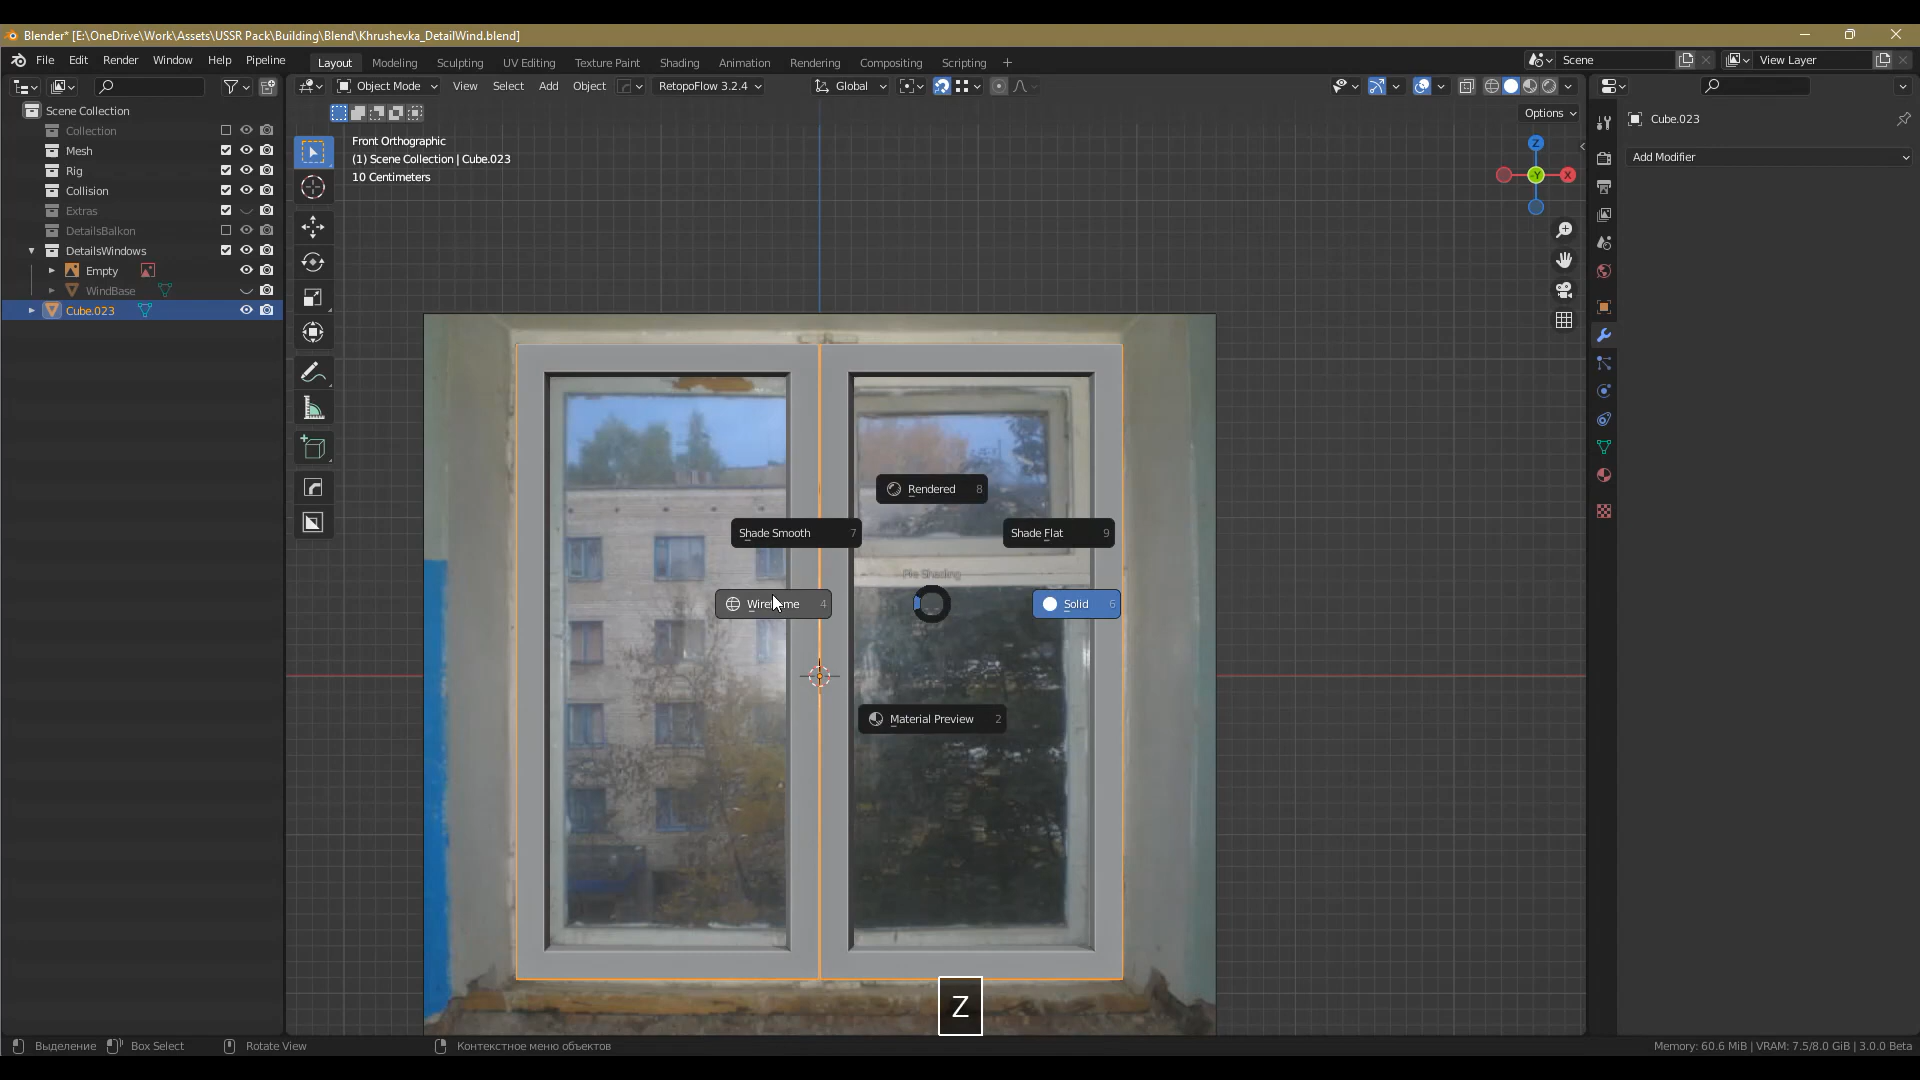 Blender* [E:\OneDrive\Work\Assets\USSR Pack\Building\Blend\Khrushevka_DetailWind.blend]
File Edit Render Window Help Pipeline
Layout Modeling Sculpting UV Editing Texture Paint Shading Animation Rendering Compositing Scripting
Scene
View Layer
Object Mode View Select Add Object RetopoFlow 3.2.4 Global
Options
Scene Collection
Collection
Mesh
Rig
Collision
Extras
DetailsBalkon
DetailsWindows
Empty
WindBase
Cube.023
Front Orthographic
(1) Scene Collection | Cube.023
10 Centimeters
Z
X
-Y
Cube.023
Add Modifier
Rendered 8
Shade Smooth 7
Shade Flat 9
Pie Shading
Wireframe 4
Solid 6
Material Preview 2
Z
Выделение Box Select Rotate View Контекстное меню объектов
Memory: 60.6 MiB | VRAM: 7.5/8.0 GiB | 3.0.0 Beta